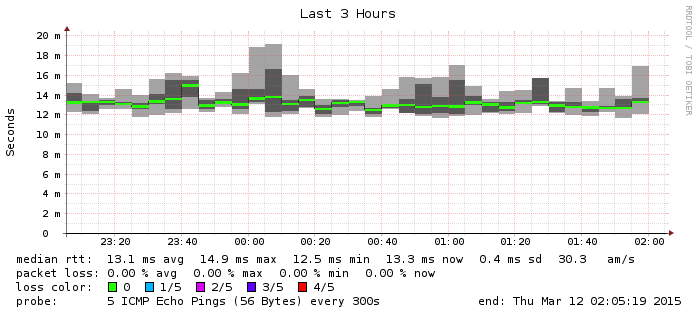 Last 3 Hours
RRDTOOL / TOBI OETIKER
Seconds
20 m
18 m
16 m
14 m
12 m
10 m
8 m
6 m
4 m
2 m
0
23:20 23:40 00:00 00:20 00:40 01:00 01:20 01:40 02:00
median rtt: 13.1 ms avg 14.9 ms max 12.5 ms min 13.3 ms now 0.4 ms sd 30.3 am/s
packet loss: 0.00 % avg 0.00 % max 0.00 % min 0.00 % now
loss color: 0 1/5 2/5 3/5 4/5
probe: 5 ICMP Echo Pings (56 Bytes) every 300s end: Thu Mar 12 02:05:19 2015